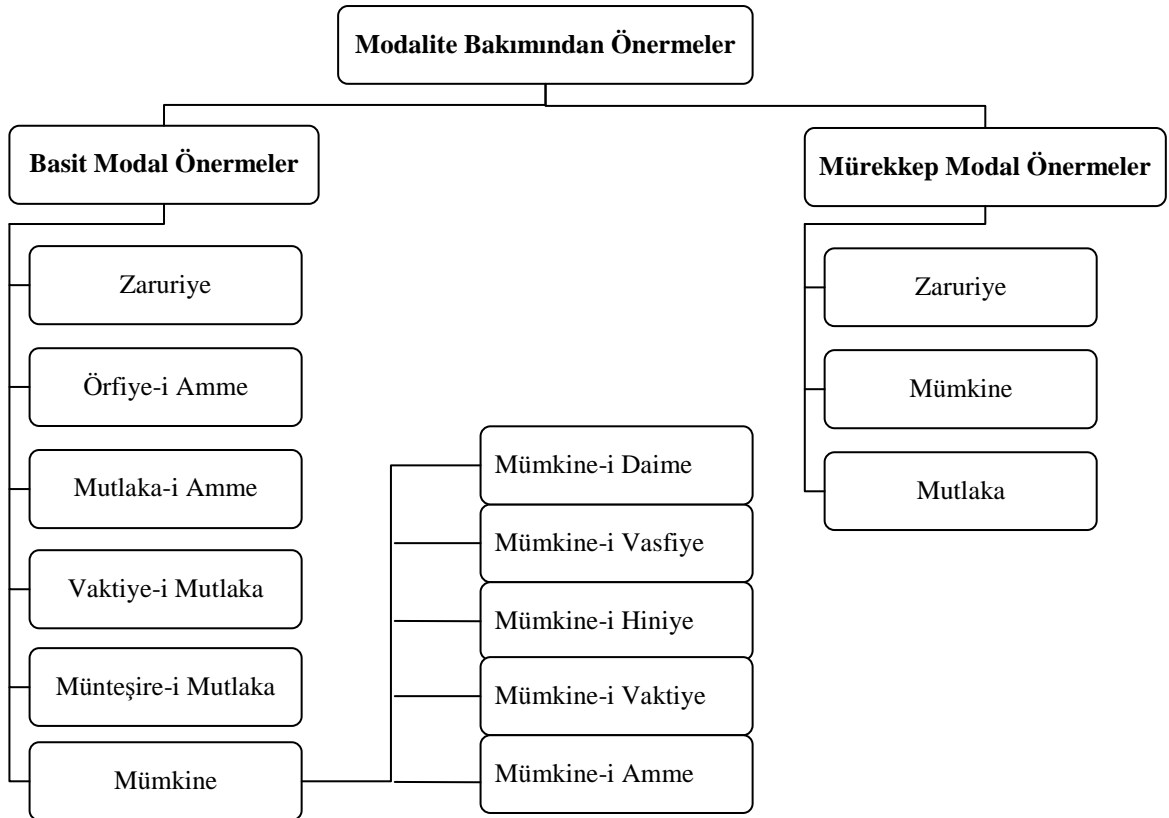 Modalite Bakımından Önermeler
Basit Modal Önermeler
Zaruriye
Örfiye-i Amme
Mutlaka-i Amme
Vaktiye-i Mutlaka
Münteşire-i Mutlaka
Mümkine
Mümkine-i Daime
Mümkine-i Vasfiye
Mümkine-i Hiniye
Mümkine-i Vaktiye
Mümkine-i Amme
Mürekkep Modal Önermeler
Zaruriye
Mümkine
Mutlaka